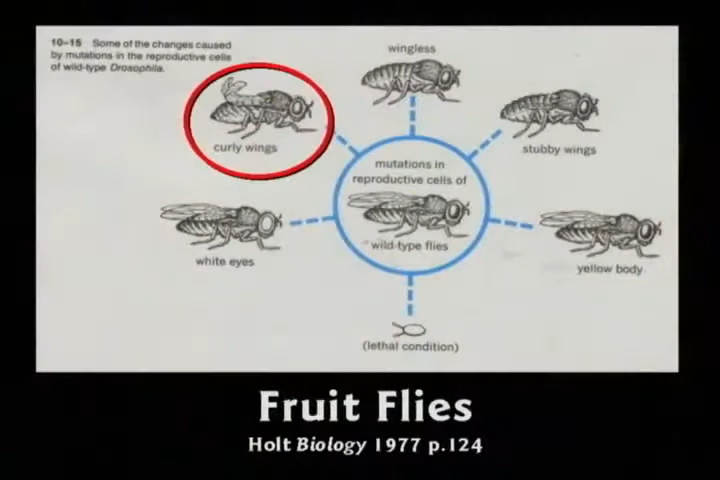 10–15 Some of the changes caused
by mutations in the reproductive cells
of wild-type Drosophila.
wingless
curly wings
stubby wings
mutations in
reproductive cells of
wild-type flies
white eyes
yellow body
(lethal condition)
Fruit Flies
Holt Biology 1977 p.124